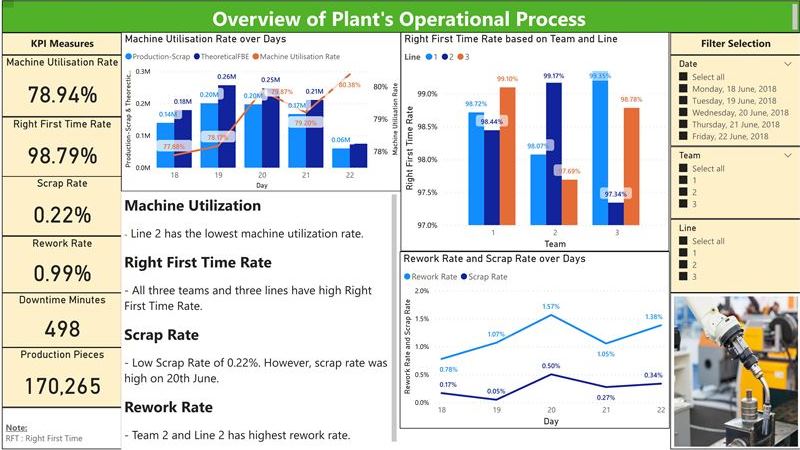 Overview of Plant's Operational Process
KPI Measures
Machine Utilisation Rate
78.94%
Right First Time Rate
98.79%
Scrap Rate
0.22%
Rework Rate
0.99%
Downtime Minutes
498
Production Pieces
170,265
Note:
RFT : Right First Time
Machine Utilisation Rate over Days
Production-Scrap TheoreticalFBE Machine Utilisation Rate
Production-Scrap & Theoretic...
0.3M
0.2M
0.1M
0.0M
0.14M
0.18M
0.20M
0.26M
0.20M
0.25M
0.17M
0.21M
0.06M
77.88%
78.17%
79.87%
79.20%
80.38%
80%
79%
78%
Machine Utilisation Rate
18 19 20 21 22
Day
Machine Utilization
- Line 2 has the lowest machine utilization rate.
Right First Time Rate
- All three teams and three lines have high Right
First Time Rate.
Scrap Rate
- Low Scrap Rate of 0.22%. However, scrap rate was
high on 20th June.
Rework Rate
- Team 2 and Line 2 has highest rework rate.
Right First Time Rate based on Team and Line
Line 1 2 3
Right First Time Rate
99.0%
98.5%
98.0%
97.5%
97.0%
98.72%
98.44%
99.10%
98.07%
99.17%
97.69%
99.35%
97.34%
98.78%
1 2 3
Team
Rework Rate and Scrap Rate over Days
Rework Rate Scrap Rate
Rework Rate and Scrap Rate
2.0%
1.5%
1.0%
0.5%
0.0%
0.78%
1.07%
1.57%
1.05%
1.38%
0.17%
0.05%
0.50%
0.27%
0.34%
18 19 20 21 22
Day
Filter Selection
Date
Select all
Monday, 18 June, 2018
Tuesday, 19 June, 2018
Wednesday, 20 June, 2018
Thursday, 21 June, 2018
Friday, 22 June, 2018
Team
Select all
1
2
3
Line
Select all
1
2
3